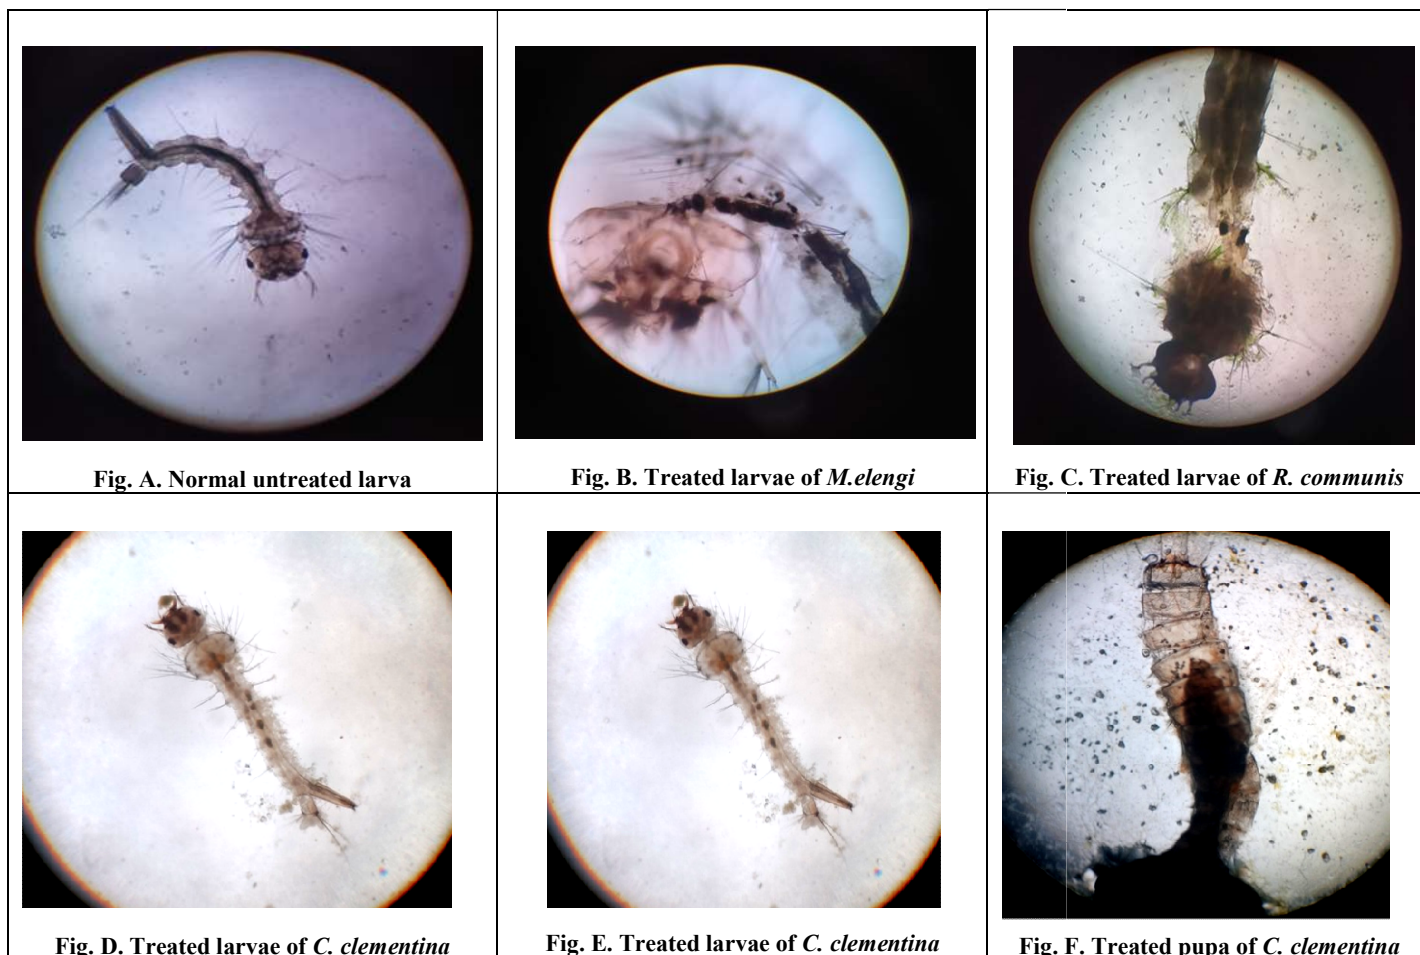 Fig. A. Normal untreated larva
Fig. B. Treated larvae of M.elengi
Fig. C. Treated larvae of R. communis
Fig. D. Treated larvae of C. clementina
Fig. E. Treated larvae of C. clementina
Fig. F. Treated pupa of C. clementina